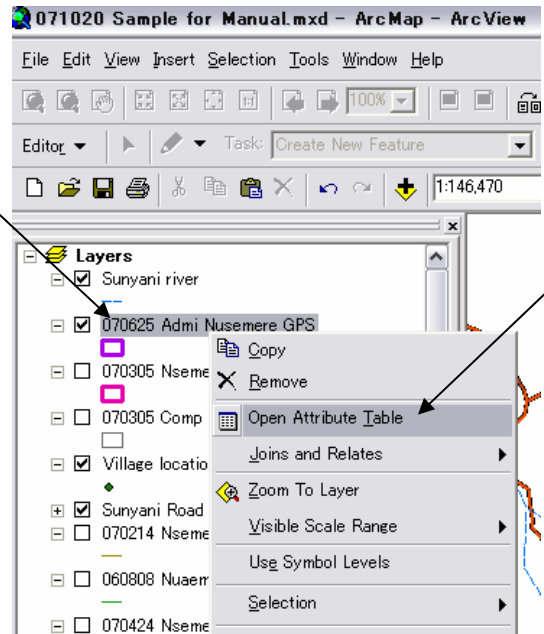 071020 Sample for Manual.mxd - ArcMap - ArcView
File Edit View Insert Selection Tools Window Help
1:1 100%
Editor Task: Create New Feature
1:146,470
Layers
Sunyani river
070625 Admi Nusemere GPS
Copy
070305 Nseme
Remove
070305 Comp
Open Attribute Table
Joins and Relates
Village locatio
Zoom To Layer
Sunyani Road
Visible Scale Range
070214 Nseme
Use Symbol Levels
060808 Nuaem
Selection
070424 Nseme